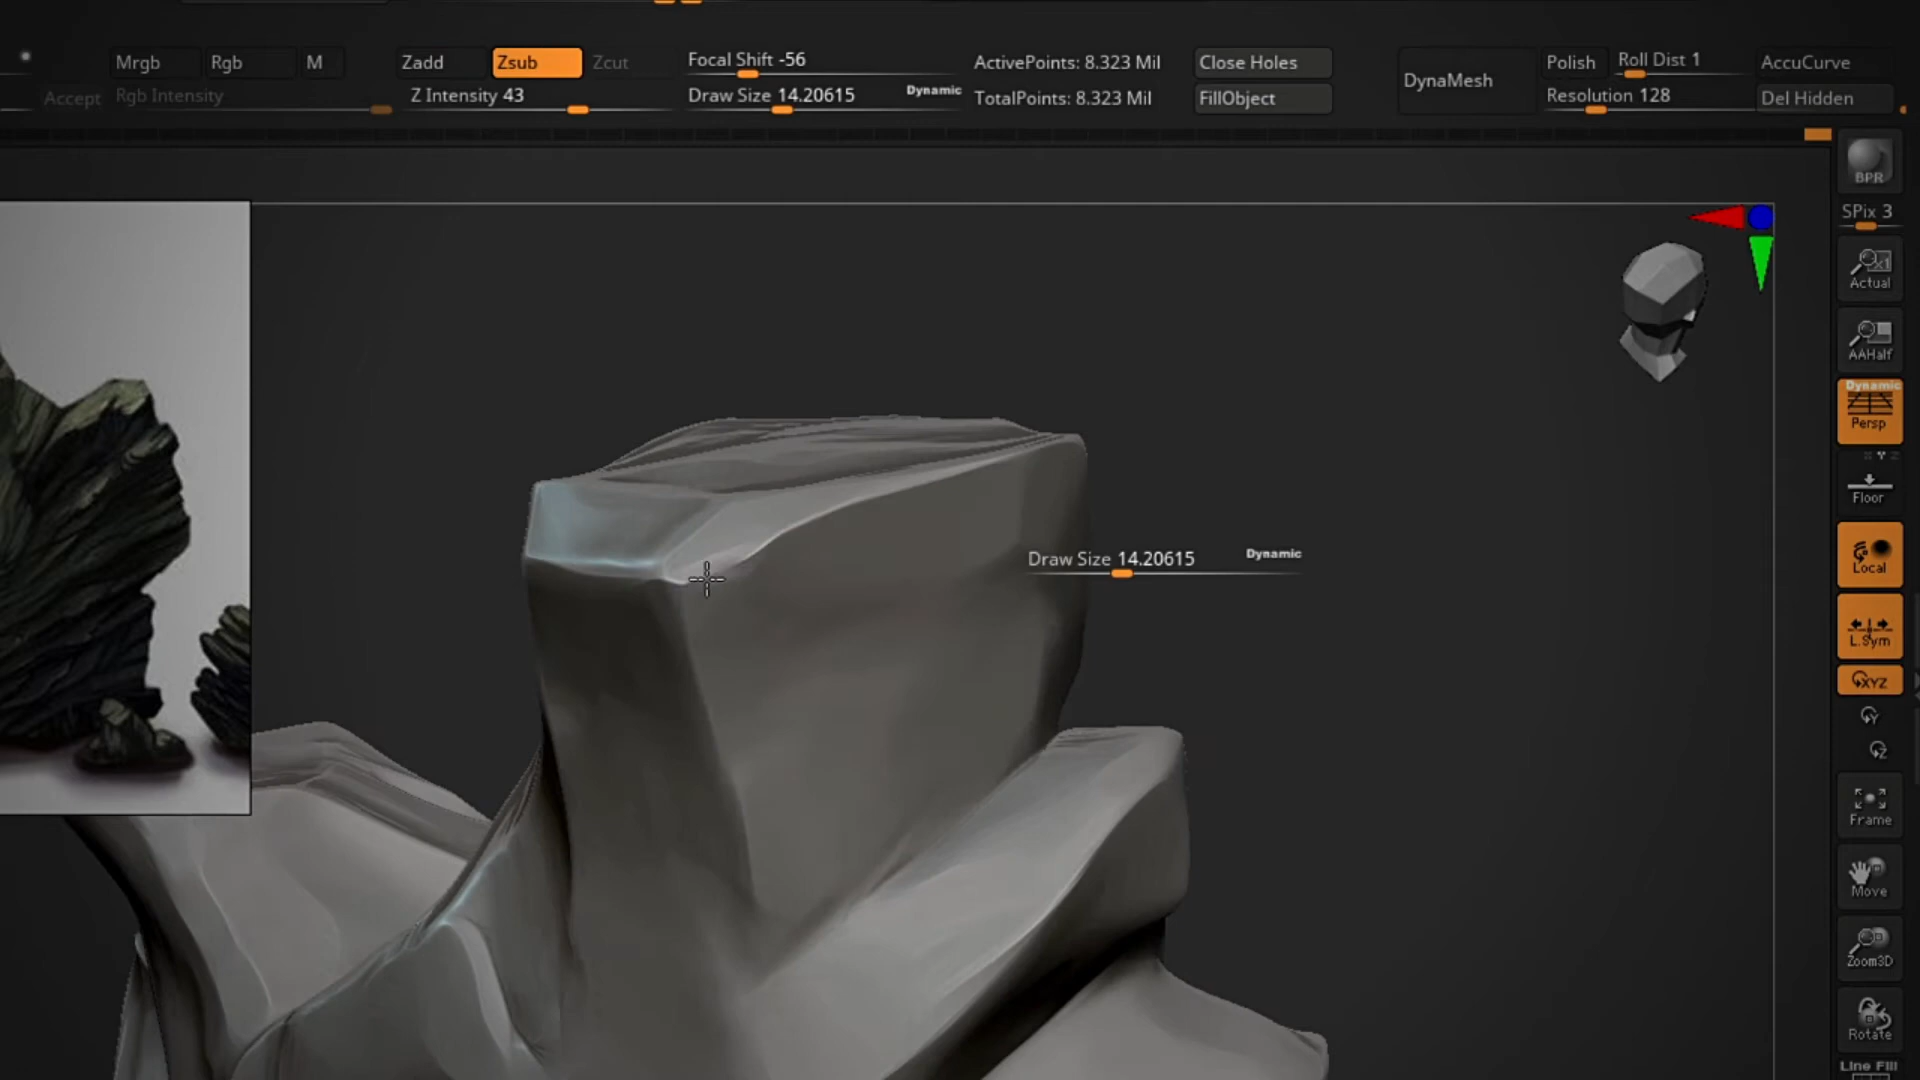 Mrgb Rgb M Zadd Zsub Zcut Focal Shift -56 ActivePoints: 8.323 Mil Close Holes DynaMesh Polish Roll Dist 1 AccuCurve
Accept Rgb Intensity Z Intensity 43 Draw Size 14.20615 Dynamic TotalPoints: 8.323 Mil FillObject Resolution 128 Del Hidden
BPR
SPix 3
Actual
AAHalf
Dynamic
Persp
Floor
Draw Size 14.20615 Dynamic
Local
L.Sym
XYZ
Y
Z
Frame
Move
Zoom3D
Rotate
Line Fill